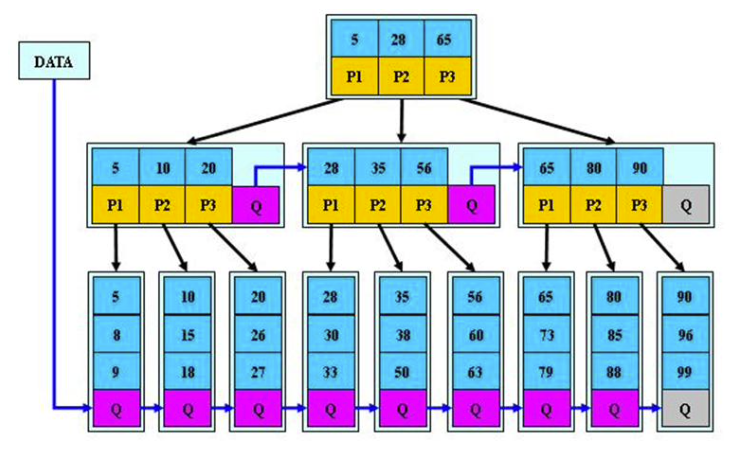 5 28 65
DATA
P1 P2 P3
5 10 20
28 35 56
65 80 90
P1 P2 P3 Q
P1 P2 P3 Q
P1 P2 P3 Q
5 10 20 28 35 56 65 80 90
8 15 26 30 38 60 73 85 96
9 18 27 33 50 63 79 88 99
Q Q Q Q Q Q Q Q Q